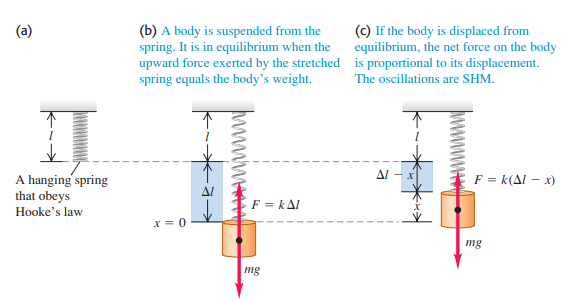 (a)
(b) A body is suspended from the
spring. It is in equilibrium when the
upward force exerted by the stretched
spring equals the body's weight.
(c) If the body is displaced from
equilibrium, the net force on the body
is proportional to its displacement.
The oscillations are SHM.
l
A hanging spring
that obeys
Hooke's law
l
Δl
F = k Δl
x = 0
mg
l
Δl − x
x
F = k(Δl − x)
mg